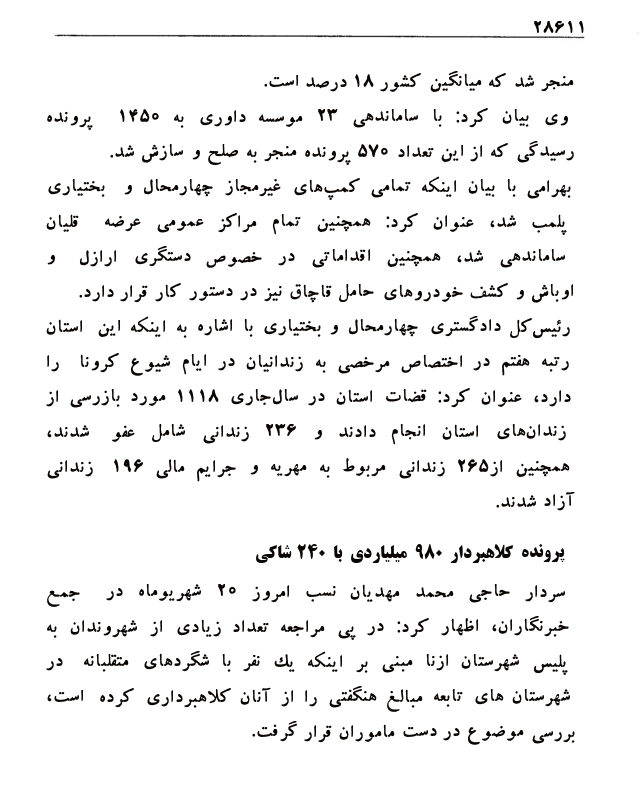 ۲۸۶۱۱
منجر شد که میانگین کشور ۱۸ درصد است.
وی بیان کرد: با ساماندهی ۲۳ موسسه داوری به ۱۴۵۰ پرونده
رسیدگی که از این تعداد ۵۷۰ پرونده منجر به صلح و سازش شد.
بهرامی با بیان اینکه تمامی کمپ‌های غیرمجاز چهارمحال و بختیاری
پلمب شد، عنوان کرد: همچنین تمام مراکز عمومی عرضه قلیان
ساماندهی شد، همچنین اقداماتی در خصوص دستگری ارازل و
اوباش و کشف خودروهای حامل قاچاق نیز در دستور کار قرار دارد.
رئیس‌کل دادگستری چهارمحال و بختیاری با اشاره به اینکه این استان
رتبه هفتم در اختصاص مرخصی به زندانیان در ایام شیوع کرونا را
دارد، عنوان کرد: قضات استان در سال‌جاری ۱۱۱۸ مورد بازرسی از
زندان‌های استان انجام دادند و ۲۳۶ زندانی شامل عفو شدند،
همچنین از۲۶۵ زندانی مربوط به مهریه و جرایم مالی ۱۹۶ زندانی
آزاد شدند.
پرونده کلاهبردار ۹۸۰ میلیاردی با ۲۴۰ شاکی
سردار حاجی محمد مهدیان نسب امروز ۲۰ شهریوماه در جمع
خبرنگاران، اظهار کرد: در پی مراجعه تعداد زیادی از شهروندان به
پلیس شهرستان ازنا مبنی بر اینکه یك نفر با شگردهای متقلبانه در
شهرستان های تابعه مبالغ هنگفتی را از آنان کلاهبرداری کرده است،
بررسی موضوع در دست ماموران قرار گرفت.